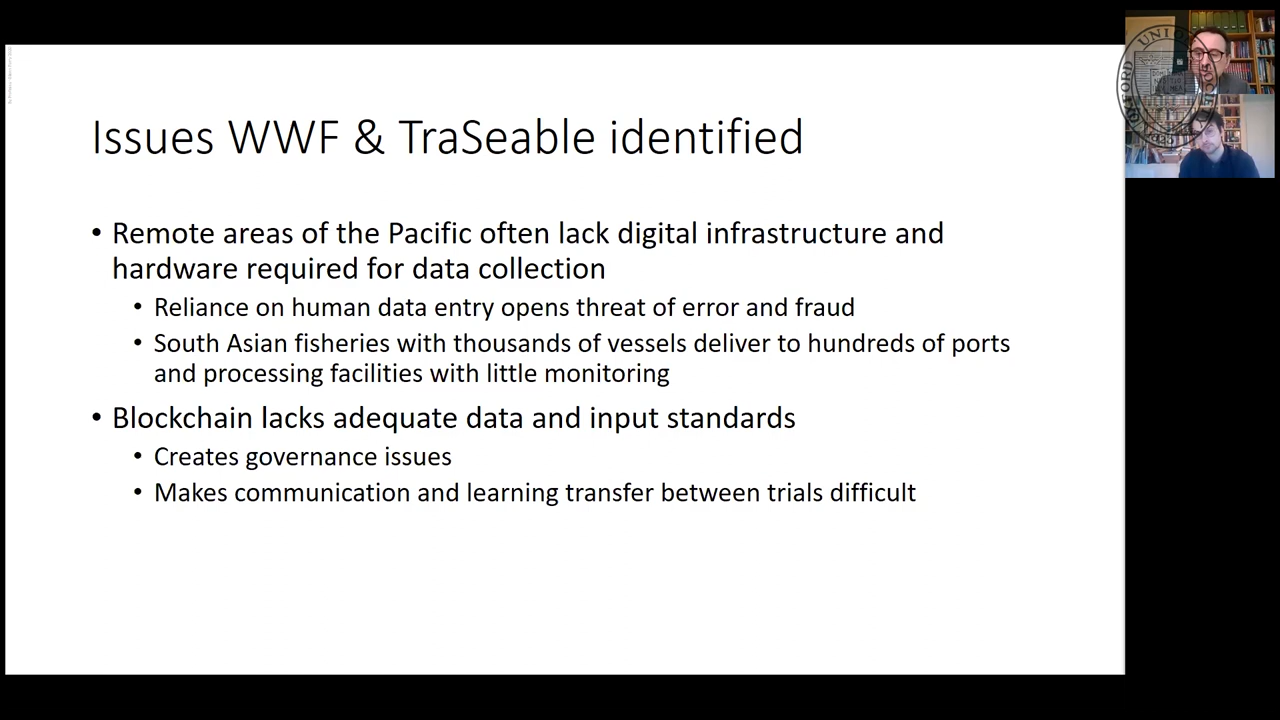 Issues WWF & TraSeable identified
• Remote areas of the Pacific often lack digital infrastructure and
hardware required for data collection
• Reliance on human data entry opens threat of error and fraud
• South Asian fisheries with thousands of vessels deliver to hundreds of ports
and processing facilities with little monitoring
• Blockchain lacks adequate data and input standards
• Creates governance issues
• Makes communication and learning transfer between trials difficult